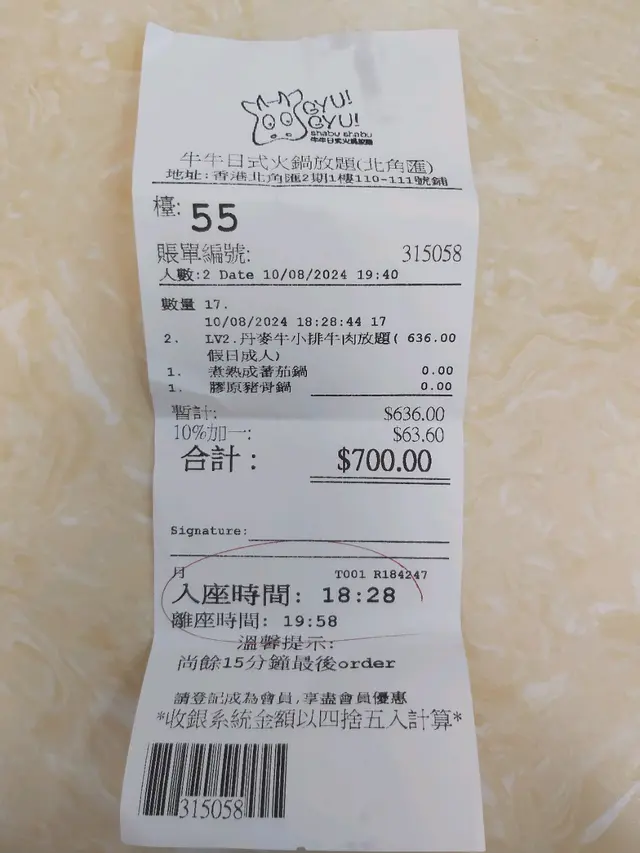 GYU!
GYU!
shabu shabu
牛牛日式火鍋放題
牛牛日式火鍋放題(北角匯)
地址:香港北角匯2期1樓110-111號鋪
檯: 55
賬單編號: 315058
人數:2 Date 10/08/2024 19:40
數量 17.
10/08/2024 18:28:44 17
2. LV2.丹麥牛小排牛肉放題( 636.00
假日成人)
1. 煮熟成蕃茄鍋 0.00
1. 膠原豬骨鍋 0.00
暫計: $636.00
10%加一: $63.60
合計: $700.00
Signature:
月 T001 R184247
入座時間: 18:28
離座時間: 19:58
溫馨提示:
尚餘15分鐘最後order
請登記成為會員,享盡會員優惠
*收銀系統金額以四捨五入計算*
315058